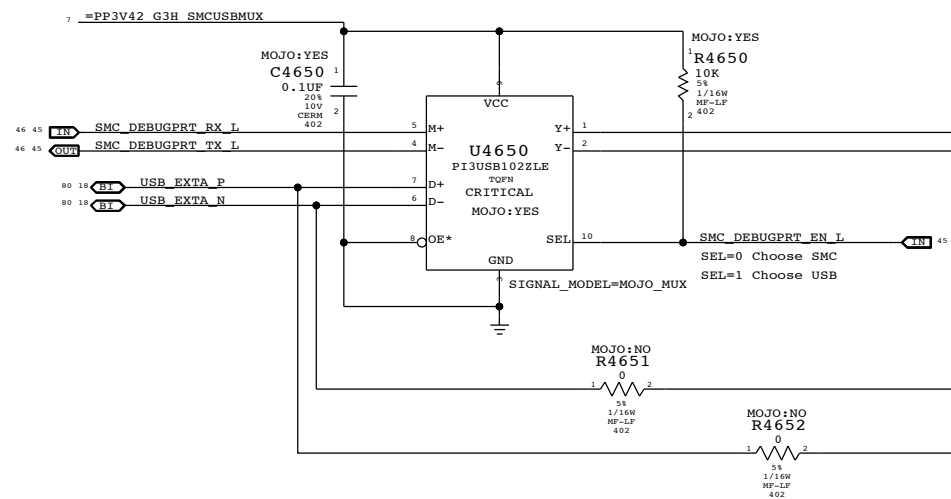 7 =PP3V42_G3H_SMCUSBMUX
MOJO:YES
C4650
0.1UF
20%
10V
CERM
402
1
2
MOJO:YES
R4650
10K
5%
1/16W
MF-LF
402
1
2
9
VCC
46 45 IN SMC_DEBUGPRT_RX_L 5 M+ Y+ 1
46 45 OUT SMC_DEBUGPRT_TX_L 4 M- Y- 2
U4650
PI3USB102ZLE
TQFN
CRITICAL
MOJO:YES
80 18 BI USB_EXTA_P 7 D+
80 18 BI USB_EXTA_N 6 D-
8 OE* SEL 10 SMC_DEBUGPRT_EN_L IN 45
SEL=0 Choose SMC
SEL=1 Choose USB
GND
3
SIGNAL_MODEL=MOJO_MUX
MOJO:NO
R4651
0
1 2
5%
1/16W
MF-LF
402
MOJO:NO
R4652
0
1 2
5%
1/16W
MF-LF
402